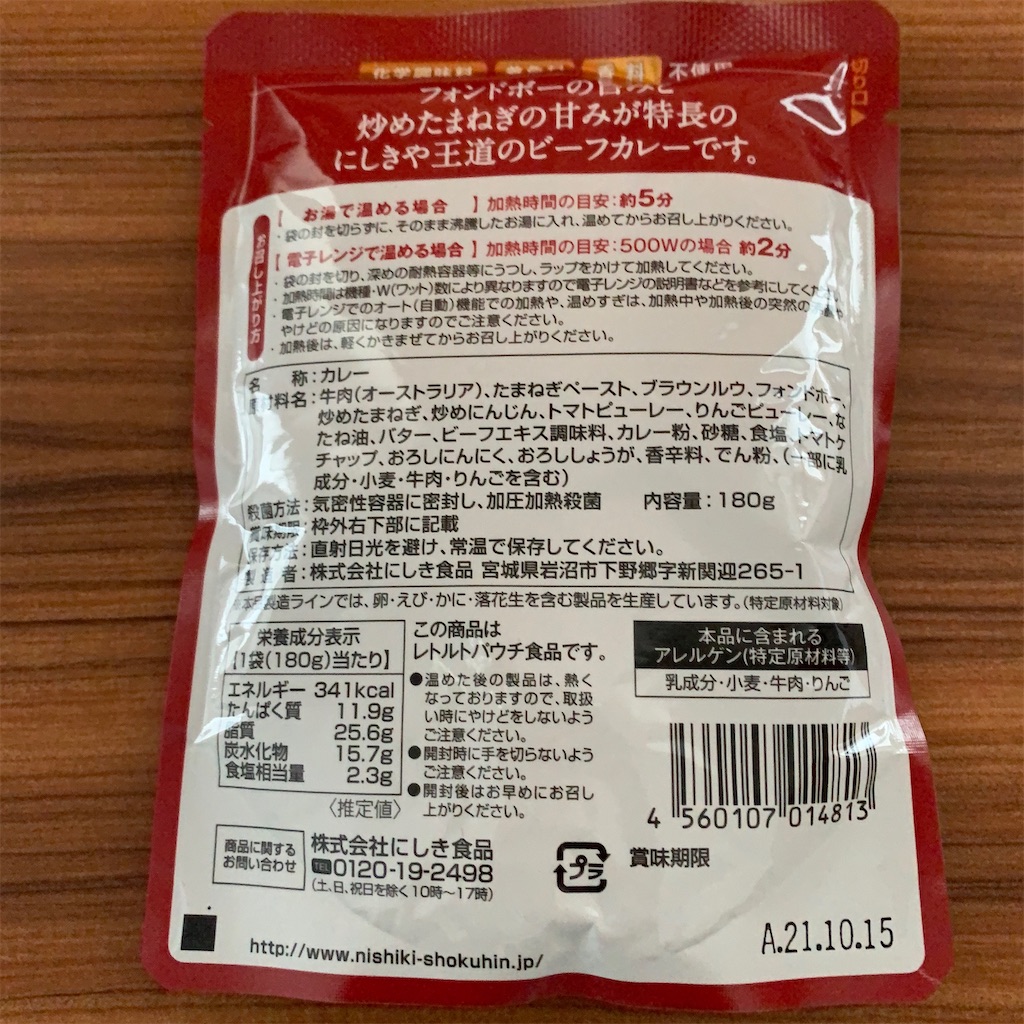 化学調味料 香料 不使用
フォンドボーの旨みと
炒めたまねぎの甘みが特長の
にしきや王道のビーフカレーです。
お召し上がり方
【 お湯で温める場合 】加熱時間の目安：約5分
・袋の封を切らずに、そのまま沸騰したお湯に入れ、温めてからお召し上がりください。
【 電子レンジで温める場合 】加熱時間の目安：500Wの場合 約2分
・袋の封を切り、深めの耐熱容器等にうつし、ラップをかけて加熱してください。
・加熱時間は機種・W(ワット)数により異なりますので電子レンジの説明書などを参考にしてくだ
・電子レンジでのオート(自動)機能での加熱や、温めすぎは、加熱中や加熱後の突然の
やけどの原因になりますのでご注意ください。
・加熱後は、軽くかきまぜてからお召し上がりください。
名 称：カレー
原材料名：牛肉(オーストラリア)、たまねぎペースト、ブラウンルウ、フォンドボー、
炒めたまねぎ、炒めにんじん、トマトピューレー、りんごピューレー、な
たね油、バター、ビーフエキス調味料、カレー粉、砂糖、食塩、トマトケ
チャップ、おろしにんにく、おろししょうが、香辛料、でん粉、(一部に乳
成分・小麦・牛肉・りんごを含む)
殺菌方法：気密性容器に密封し、加圧加熱殺菌 内容量：180g
賞味期限：枠外右下部に記載
保存方法：直射日光を避け、常温で保存してください。
製造者：株式会社にしき食品 宮城県岩沼市下野郷字新関迎265-1
※本品製造ラインでは、卵・えび・かに・落花生を含む製品を生産しています。(特定原材料対象)
栄養成分表示
【1袋(180g)当たり】
エネルギー 341kcal
たんぱく質 11.9g
脂質 25.6g
炭水化物 15.7g
食塩相当量 2.3g
〈推定値〉
この商品は
レトルトパウチ食品です。
●温めた後の製品は、熱く
なっておりますので、取扱
い時にやけどをしないよう
ご注意ください。
●開封時に手を切らないよう
ご注意ください。
●開封後はお早めにお召し
上がりください。
本品に含まれる
アレルゲン(特定原材料等)
乳成分・小麦・牛肉・りんご
4 560107 014813
商品に関する
お問い合わせ
株式会社にしき食品
TEL 0120-19-2498
(土、日、祝日を除く10時〜17時)
プラ
賞味期限
A.21.10.15
http://www.nishiki-shokuhin.jp/